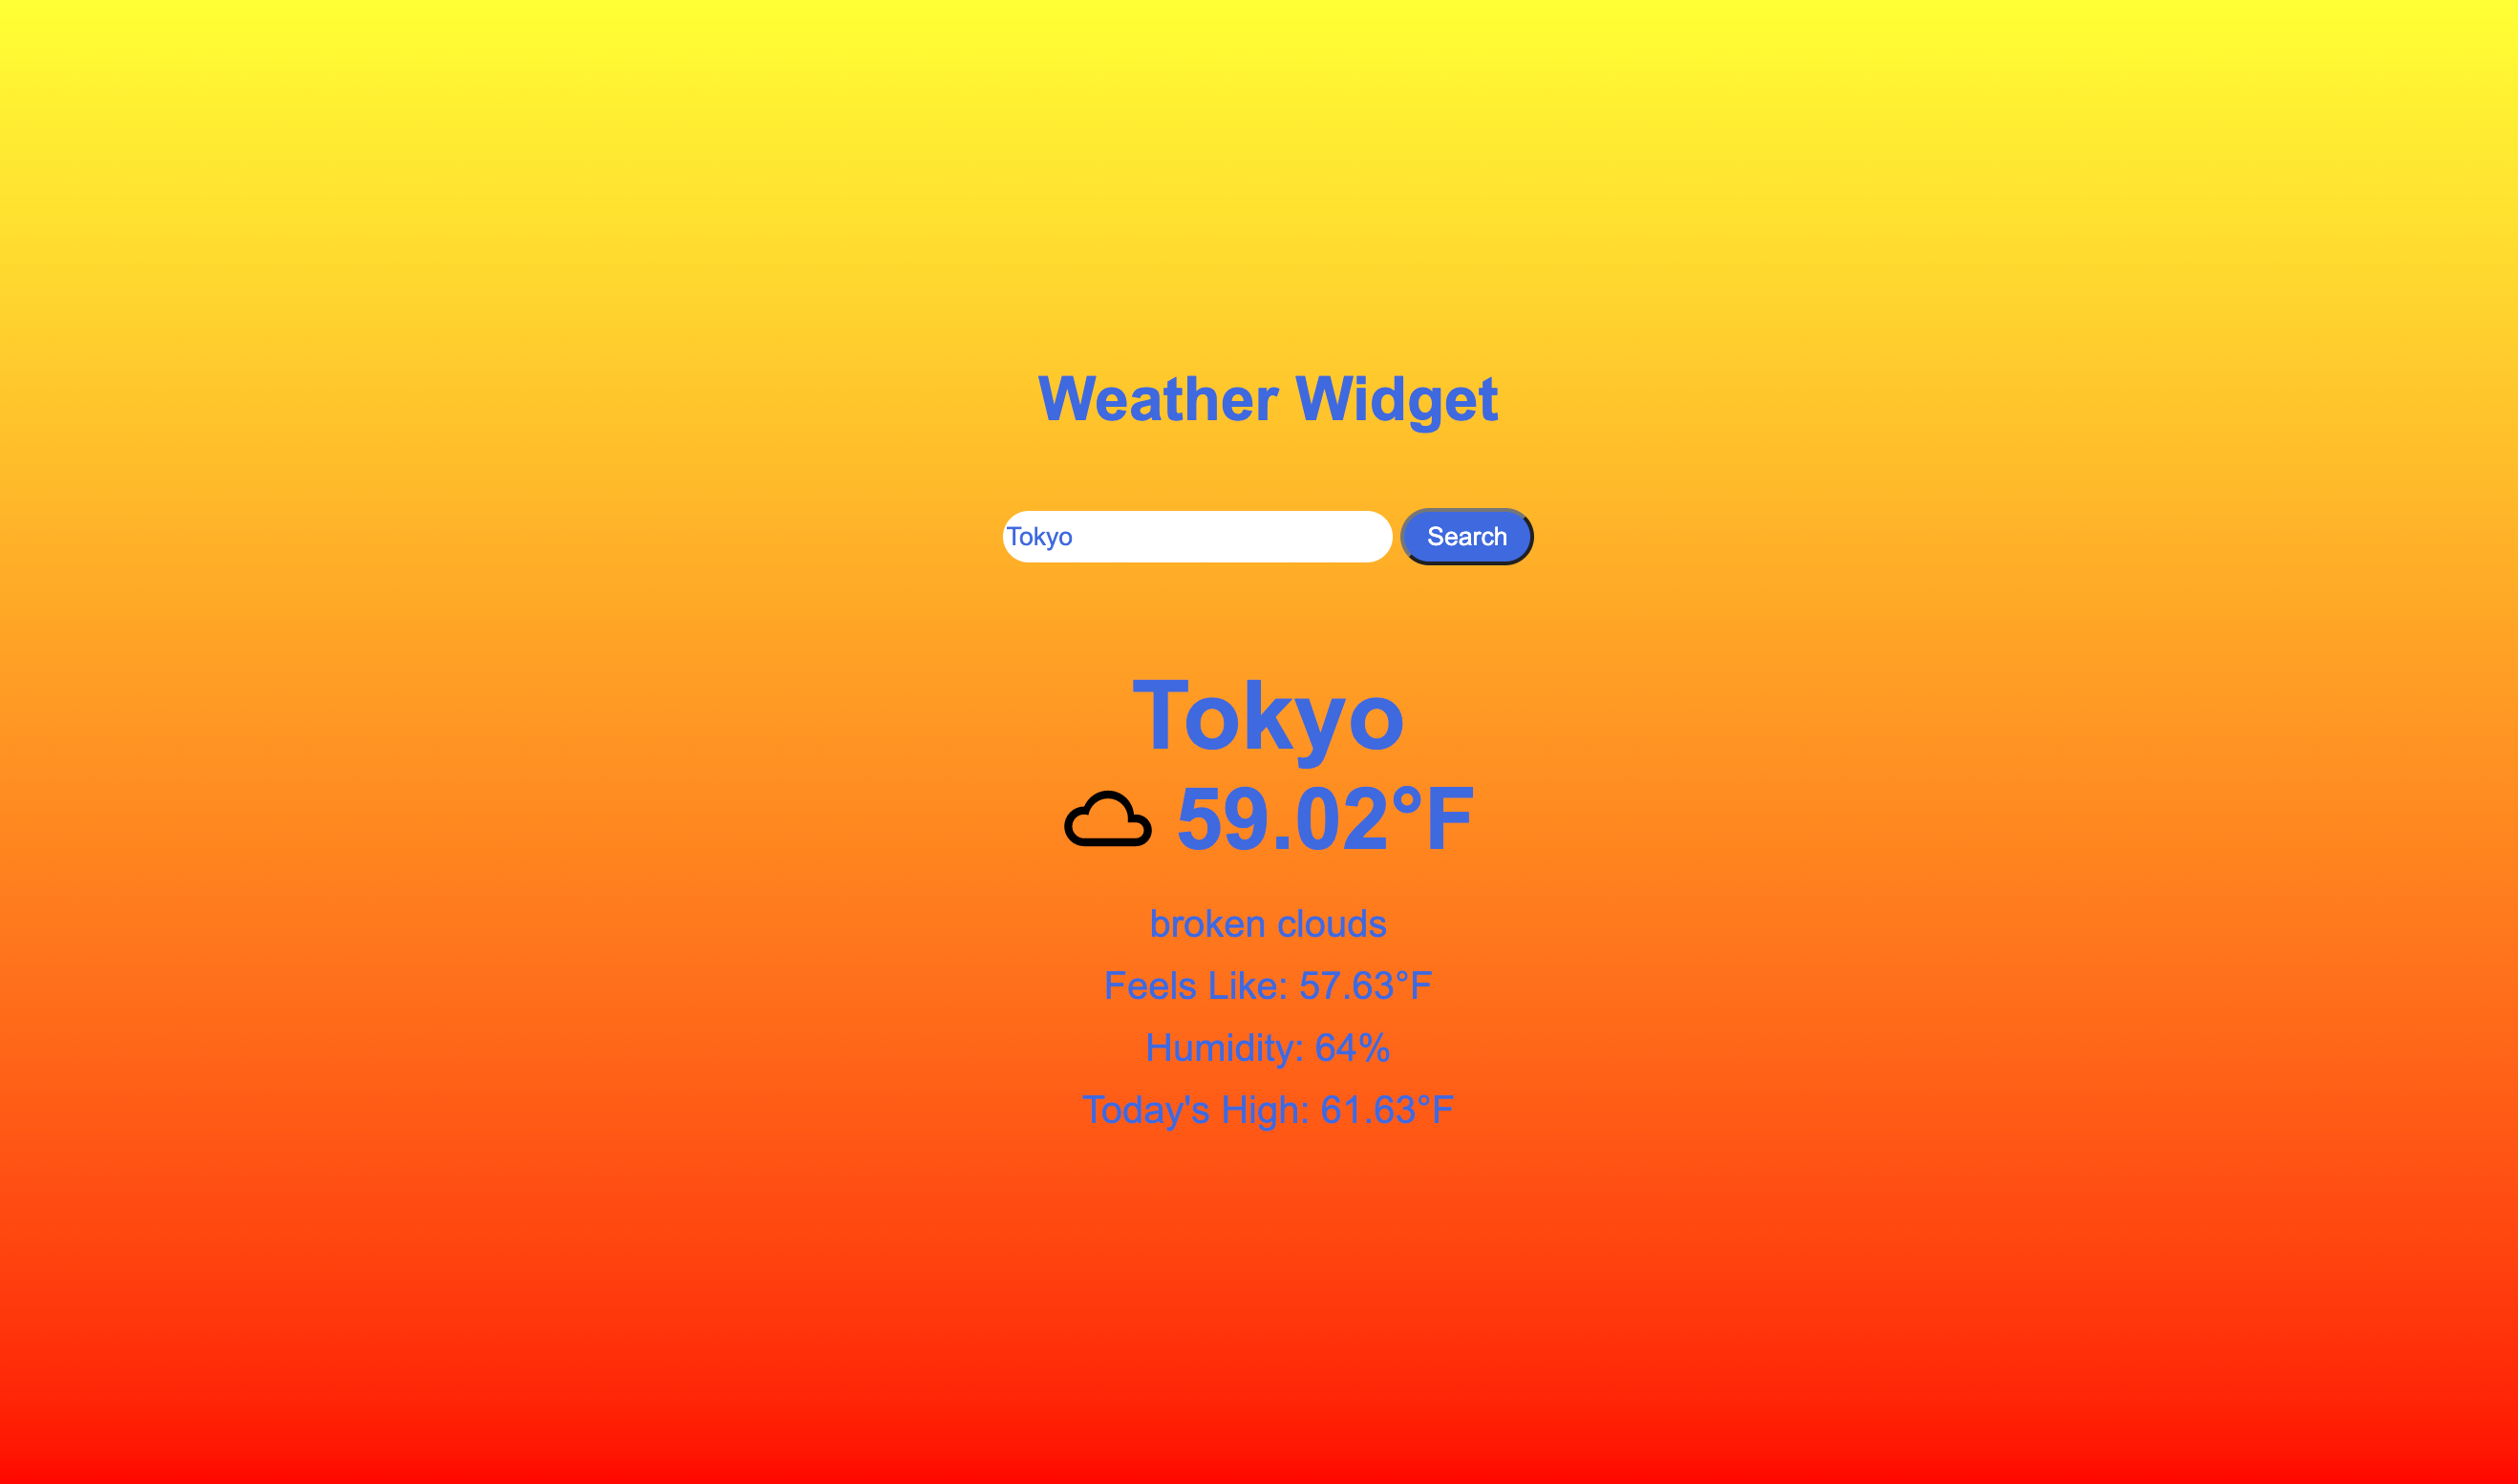 Weather Widget
Tokyo Search
Tokyo
59.02°F
broken clouds
Feels Like: 57.63°F
Humidity: 64%
Today's High: 61.63°F